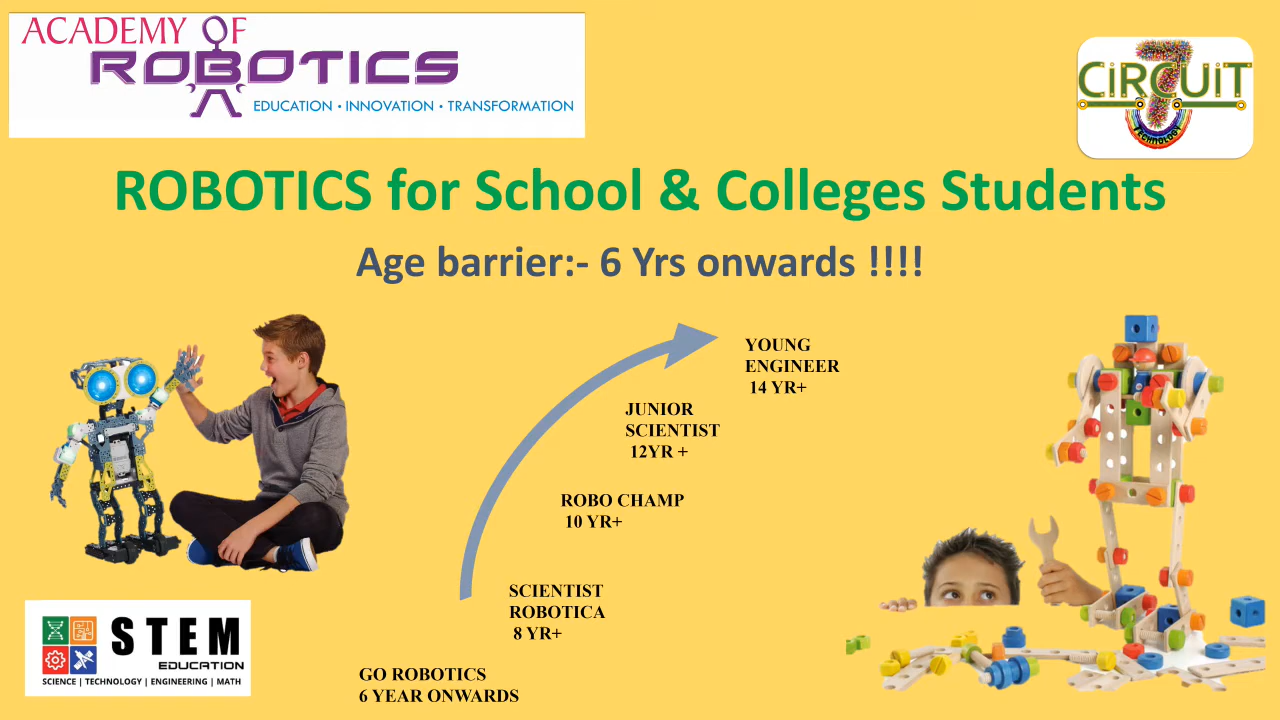 ACADEMY OF
ROBOTICS
EDUCATION • INNOVATION • TRANSFORMATION
CiRCUiT
7
TECHNOLOGY
ROBOTICS for School & Colleges Students
Age barrier:- 6 Yrs onwards !!!!
YOUNG
ENGINEER
14 YR+
JUNIOR
SCIENTIST
12YR +
ROBO CHAMP
10 YR+
SCIENTIST
ROBOTICA
8 YR+
GO ROBOTICS
6 YEAR ONWARDS
STEM
EDUCATION
SCIENCE | TECHNOLOGY | ENGINEERING | MATH